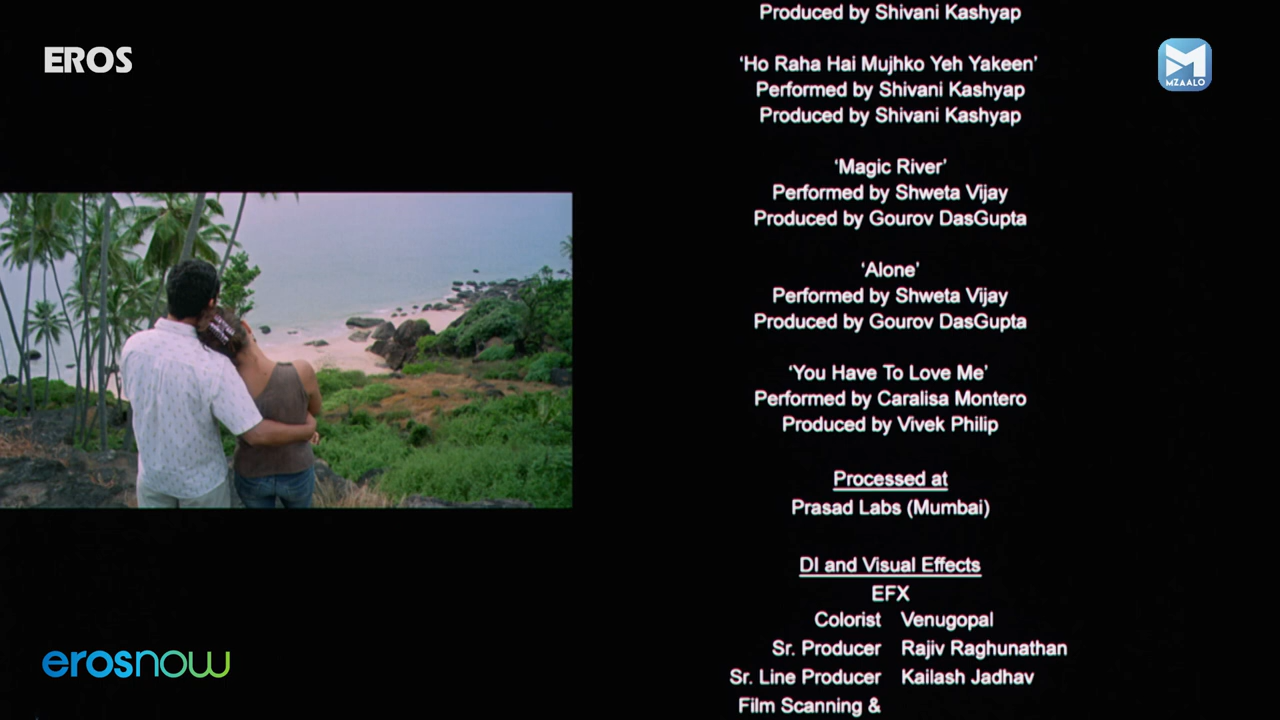 EROS
MZAALO
Produced by Shivani Kashyap
‘Ho Raha Hai Mujhko Yeh Yakeen’
Performed by Shivani Kashyap
Produced by Shivani Kashyap
‘Magic River’
Performed by Shweta Vijay
Produced by Gourov DasGupta
‘Alone’
Performed by Shweta Vijay
Produced by Gourov DasGupta
‘You Have To Love Me’
Performed by Caralisa Montero
Produced by Vivek Philip
Processed at
Prasad Labs (Mumbai)
DI and Visual Effects
EFX
Colorist Venugopal
Sr. Producer Rajiv Raghunathan
Sr. Line Producer Kailash Jadhav
Film Scanning &
erosnow